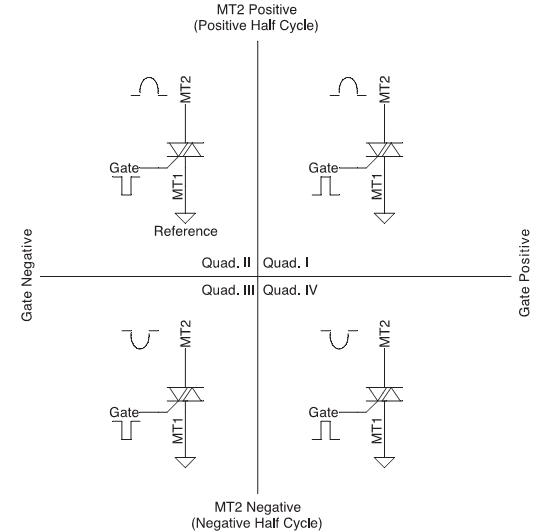 MT2 Positive
(Positive Half Cycle)
MT2
MT2
Gate
MT1
Gate
MT1
Reference
Gate Negative
Quad. II
Quad. I
Gate Positive
Quad. III
Quad. IV
MT2
MT2
Gate
MT1
Gate
MT1
MT2 Negative
(Negative Half Cycle)